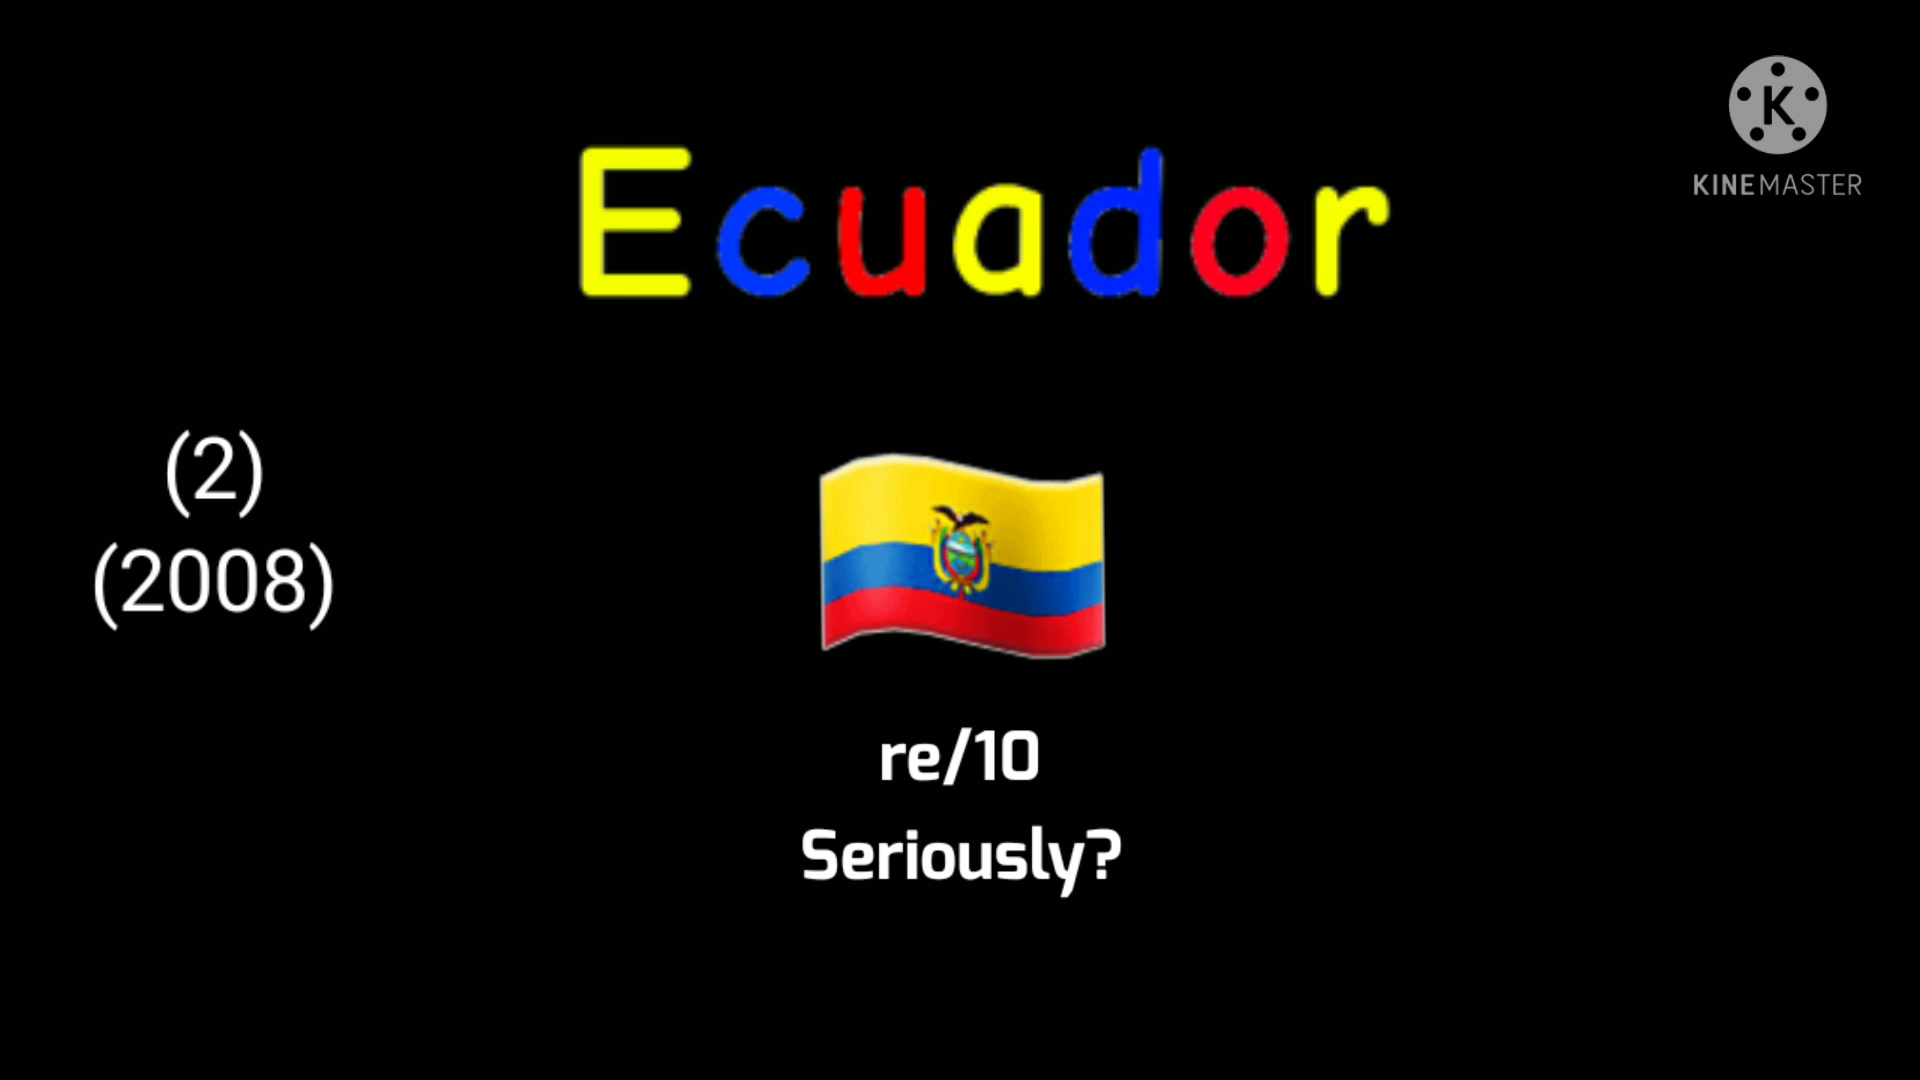 K
KINEMASTER
Ecuador
(2)
(2008)
re/10
Seriously?